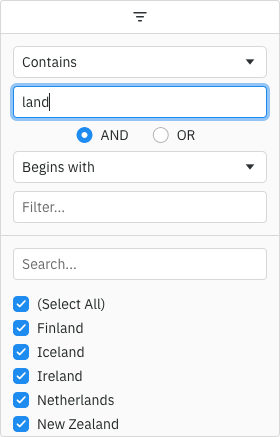 Contains
land
AND OR
Begins with
Filter...
Search...
(Select All)
Finland
Iceland
Ireland
Netherlands
New Zealand